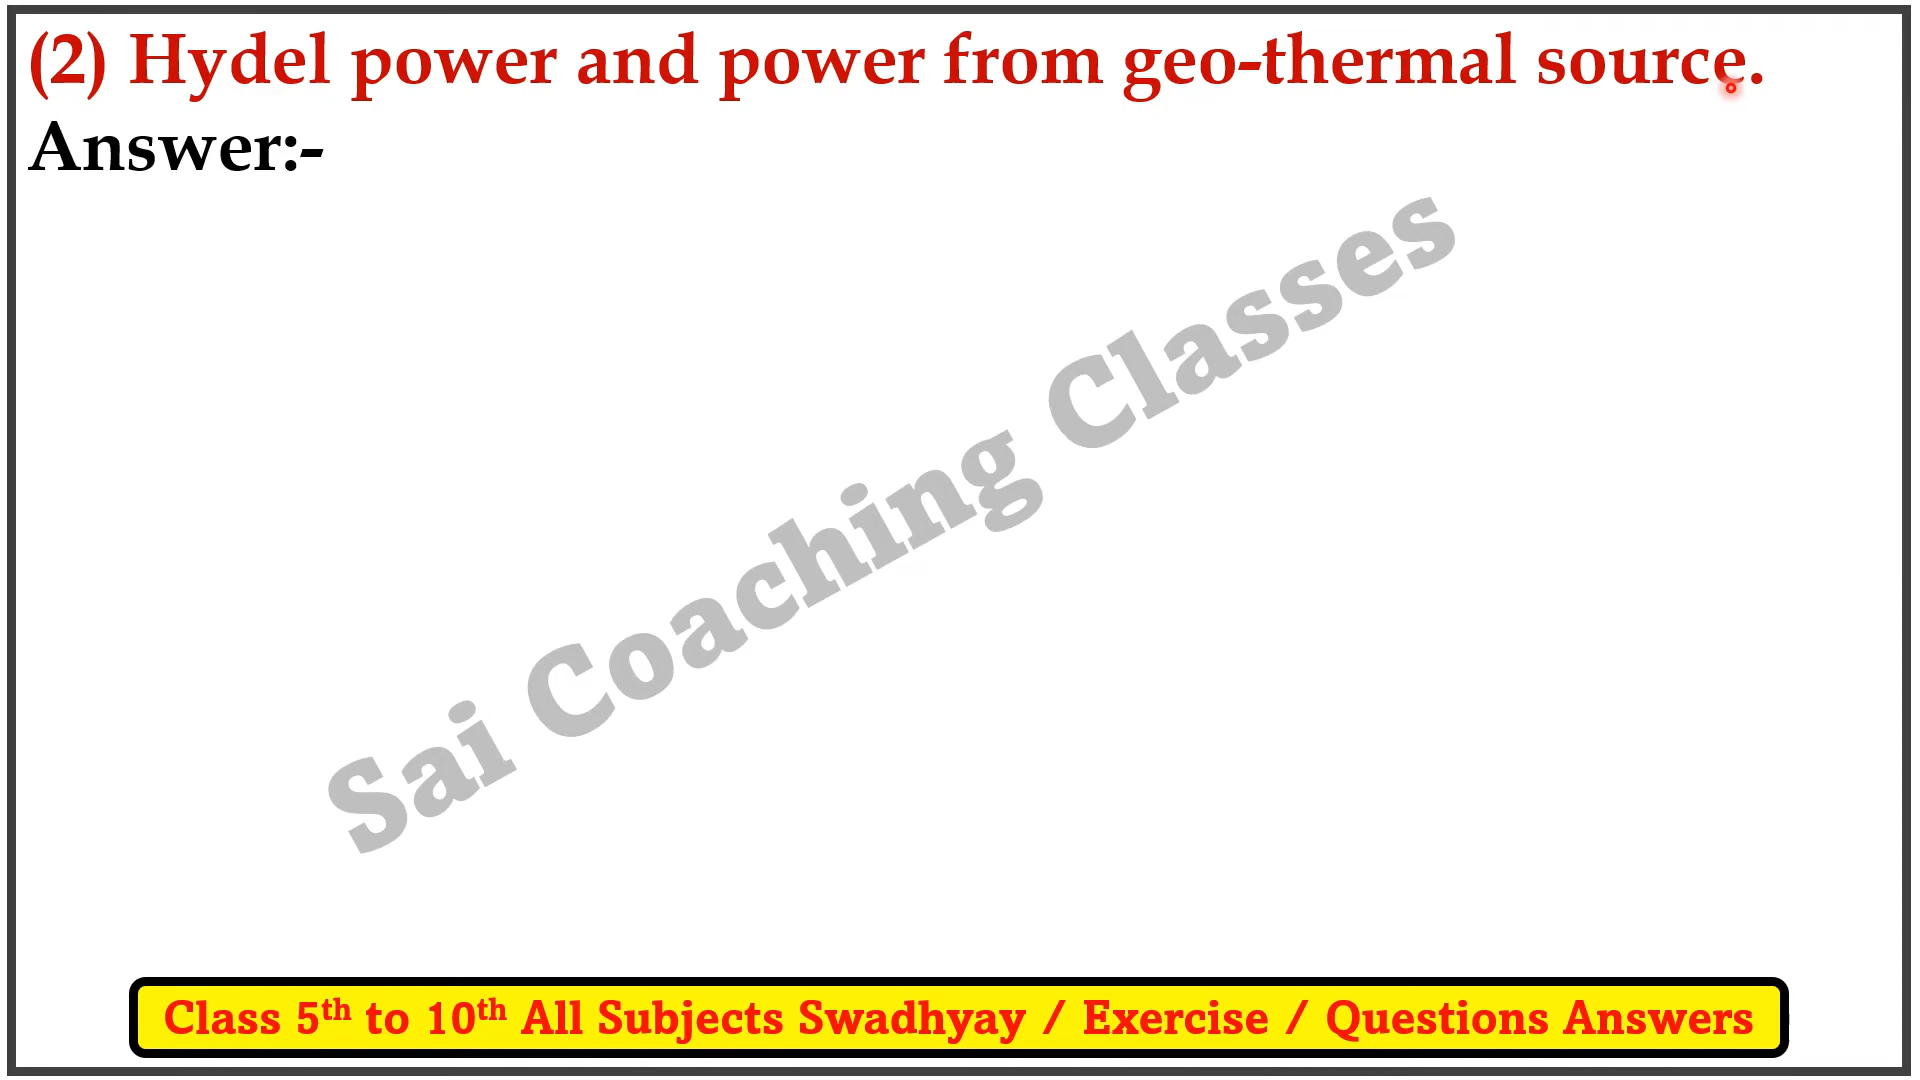 (2) Hydel power and power from geo-thermal source.
Answer:-
Sai Coaching Classes
Class 5th to 10th All Subjects Swadhyay / Exercise / Questions Answers